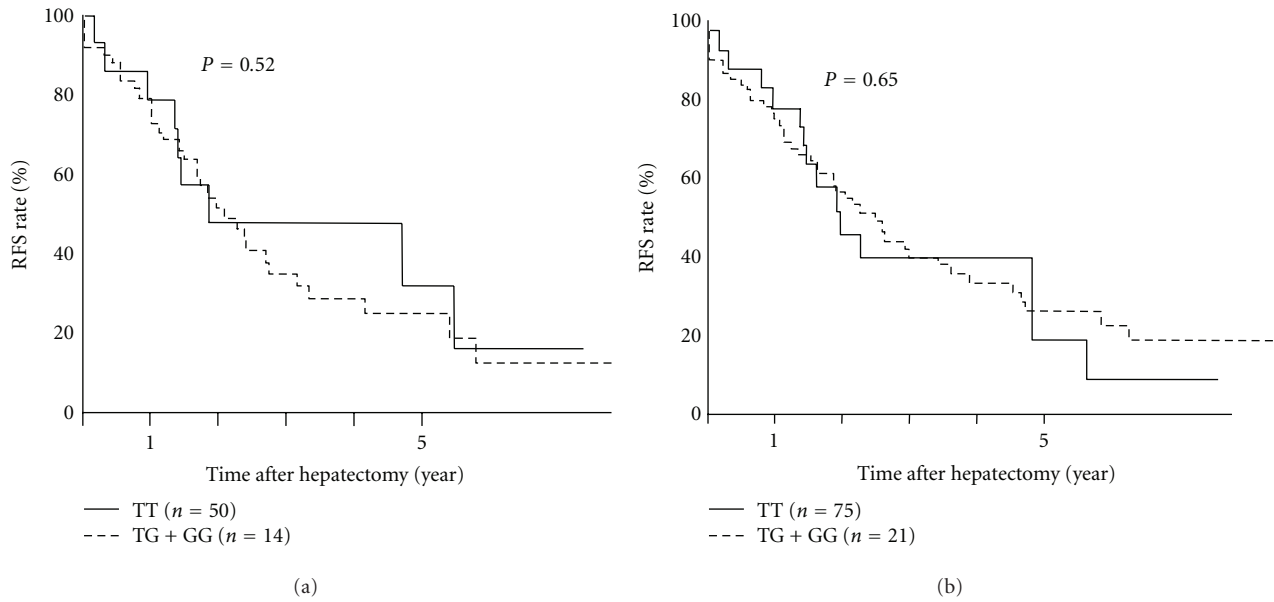 100
80
60
40
20
0
RFS rate (%)
P = 0.52
1
5
Time after hepatectomy (year)
TT (n = 50)
TG + GG (n = 14)
(a)
100
80
60
40
20
0
RFS rate (%)
P = 0.65
1
5
Time after hepatectomy (year)
TT (n = 75)
TG + GG (n = 21)
(b)